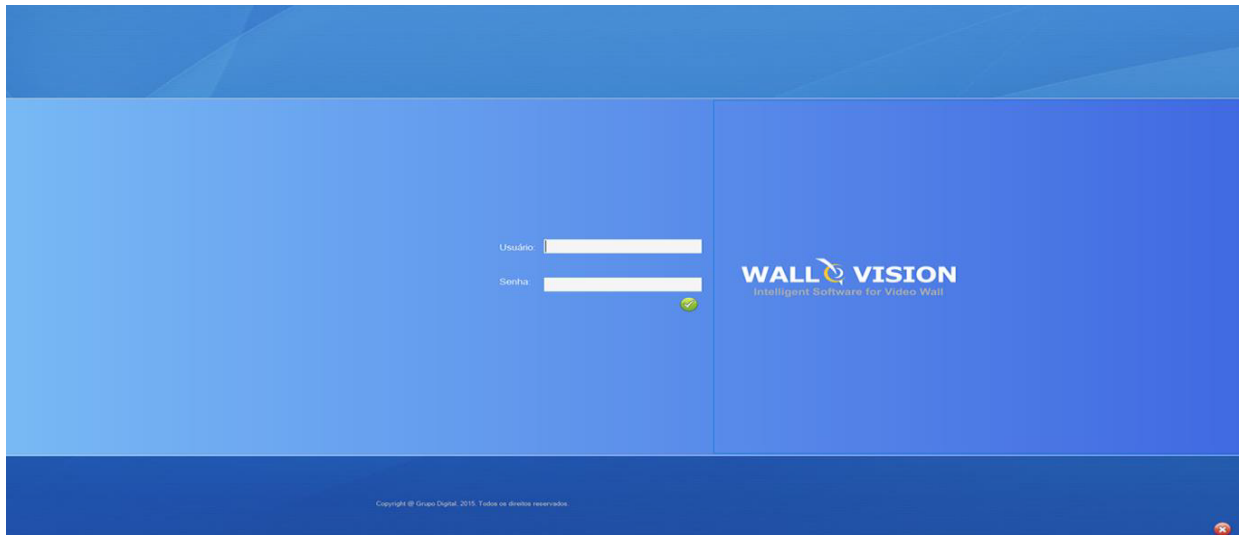 Usuário:
Senha:
WALL VISION
Intelligent Software for Video Wall
Copyright @ Grupo Digital, 2015. Todos os direitos reservados.